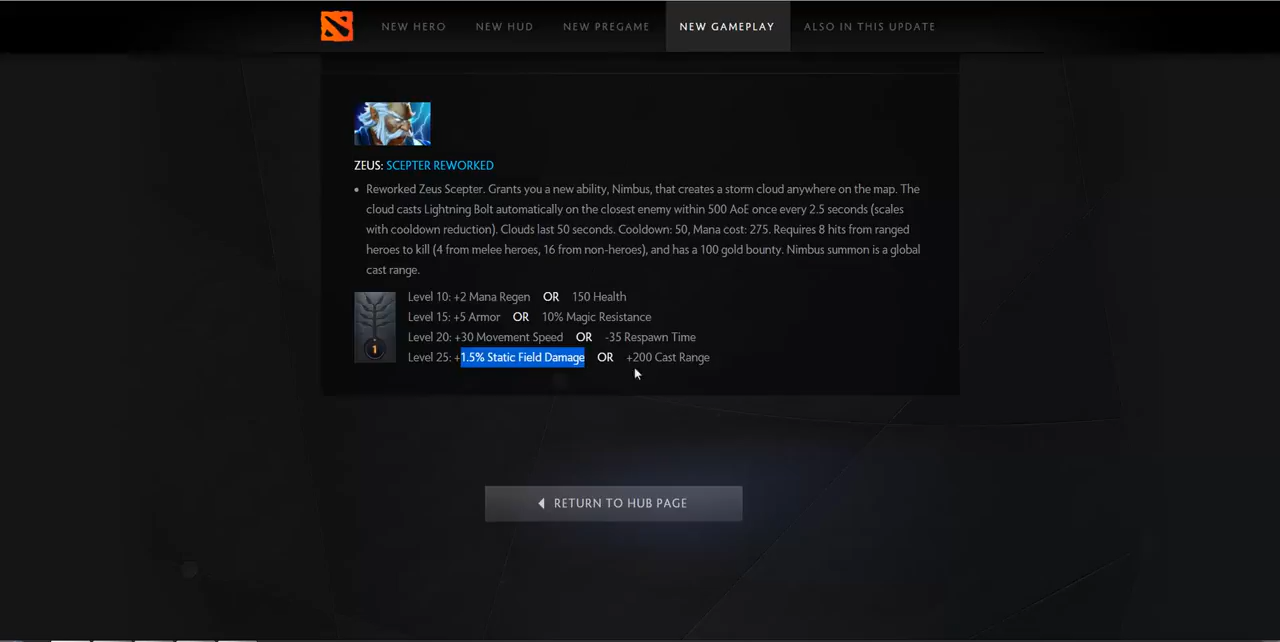 NEW HERO NEW HUD NEW PREGAME NEW GAMEPLAY ALSO IN THIS UPDATE
ZEUS: SCEPTER REWORKED
• Reworked Zeus Scepter. Grants you a new ability, Nimbus, that creates a storm cloud anywhere on the map. The
cloud casts Lightning Bolt automatically on the closest enemy within 500 AoE once every 2.5 seconds (scales
with cooldown reduction). Clouds last 50 seconds. Cooldown: 50, Mana cost: 275. Requires 8 hits from ranged
heroes to kill (4 from melee heroes, 16 from non-heroes), and has a 100 gold bounty. Nimbus summon is a global
cast range.
Level 10: +2 Mana Regen OR 150 Health
Level 15: +5 Armor OR 10% Magic Resistance
Level 20: +30 Movement Speed OR -35 Respawn Time
1
Level 25: +1.5% Static Field Damage OR +200 Cast Range
RETURN TO HUB PAGE